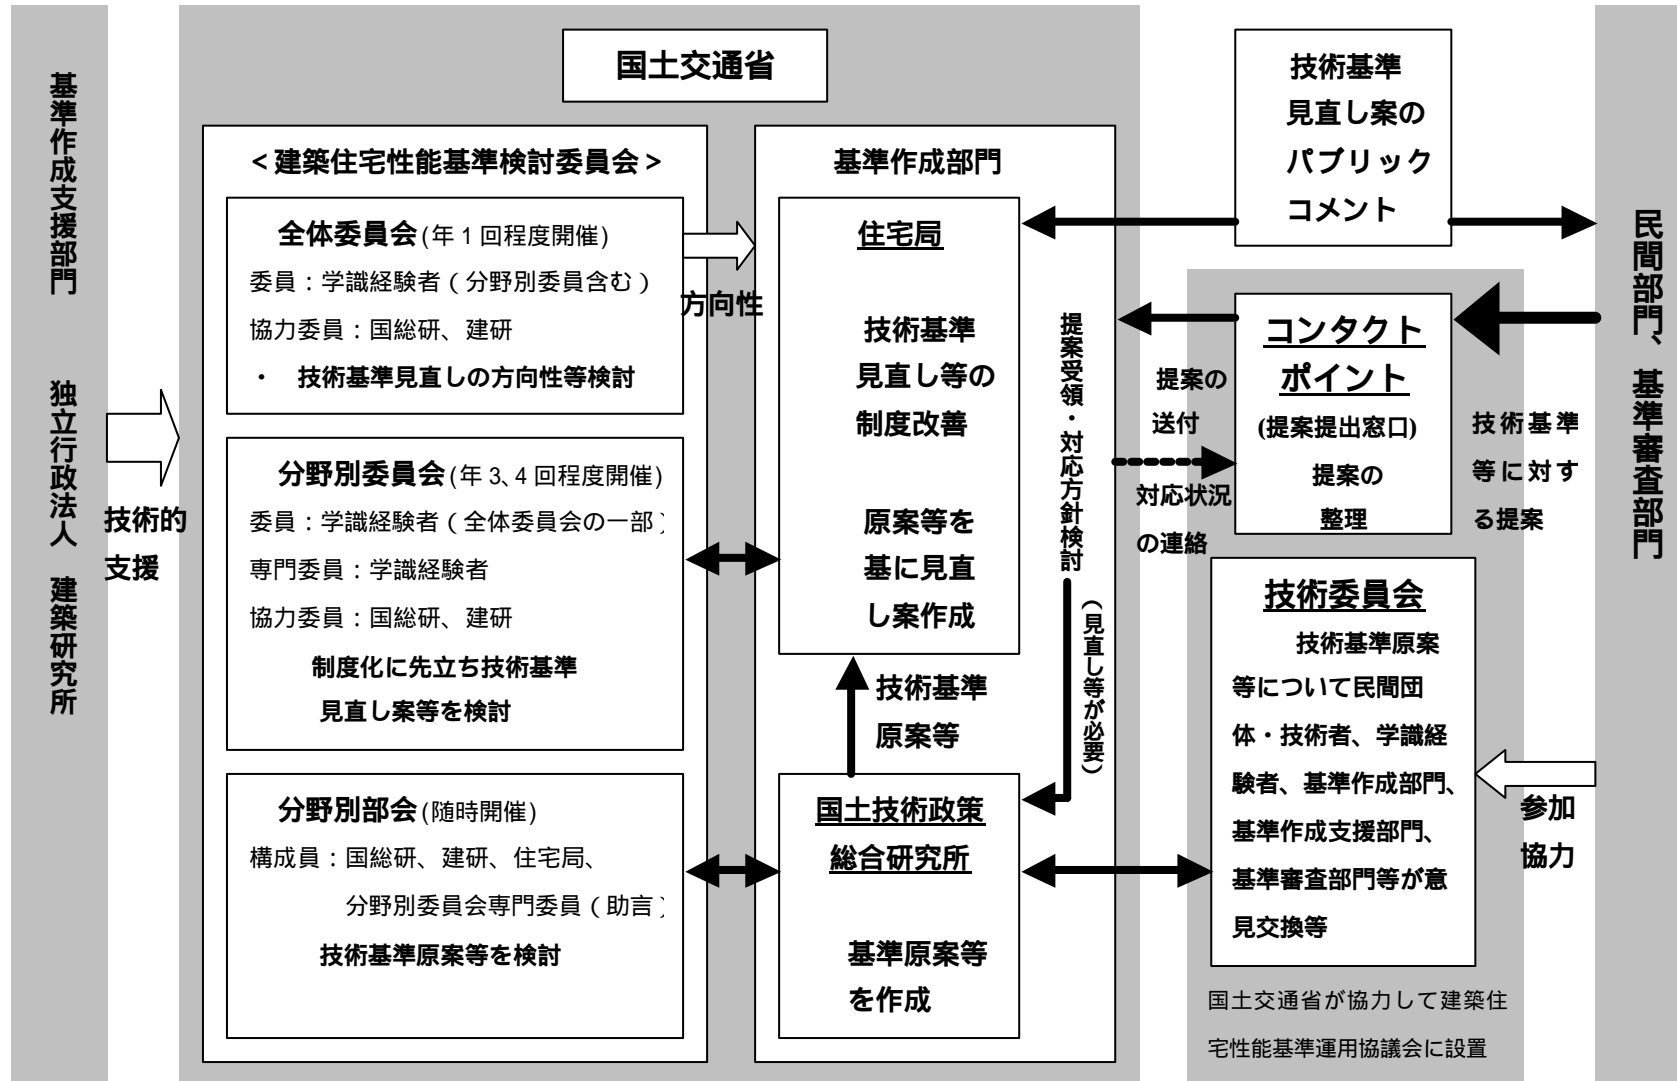 基準作成支援部門　独立行政法人　建築研究所
技術的
支援
国土交通省
＜建築住宅性能基準検討委員会＞
全体委員会(年１回程度開催)
委員：学識経験者（分野別委員含む）
協力委員：国総研、建研
・　技術基準見直しの方向性等検討
分野別委員会(年3､4回程度開催)
委員：学識経験者（全体委員会の一部）
専門委員：学識経験者
協力委員：国総研、建研
制度化に先立ち技術基準
見直し案等を検討
分野別部会(随時開催)
構成員：国総研、建研、住宅局、
分野別委員会専門委員（助言）
技術基準原案等を検討
方向性
基準作成部門
住宅局
技術基準
見直し等の
制度改善
原案等を
基に見直
し案作成
技術基準
原案等
国土技術政策
総合研究所
基準原案等
を作成
提案受領・対応方針検討
（見直し等が必要）
提案の
送付
対応状況
の連絡
技術基準
見直し案の
パブリック
コメント
コンタクト
ポイント
(提案提出窓口)
提案の
整理
技術基準
等に対す
る提案
技術委員会
技術基準原案
等について民間団
体・技術者、学識経
験者、基準作成部門、
基準作成支援部門、
基準審査部門等が意
見交換等
国土交通省が協力して建築住
宅性能基準運用協議会に設置
参加
協力
民間部門、基準審査部門